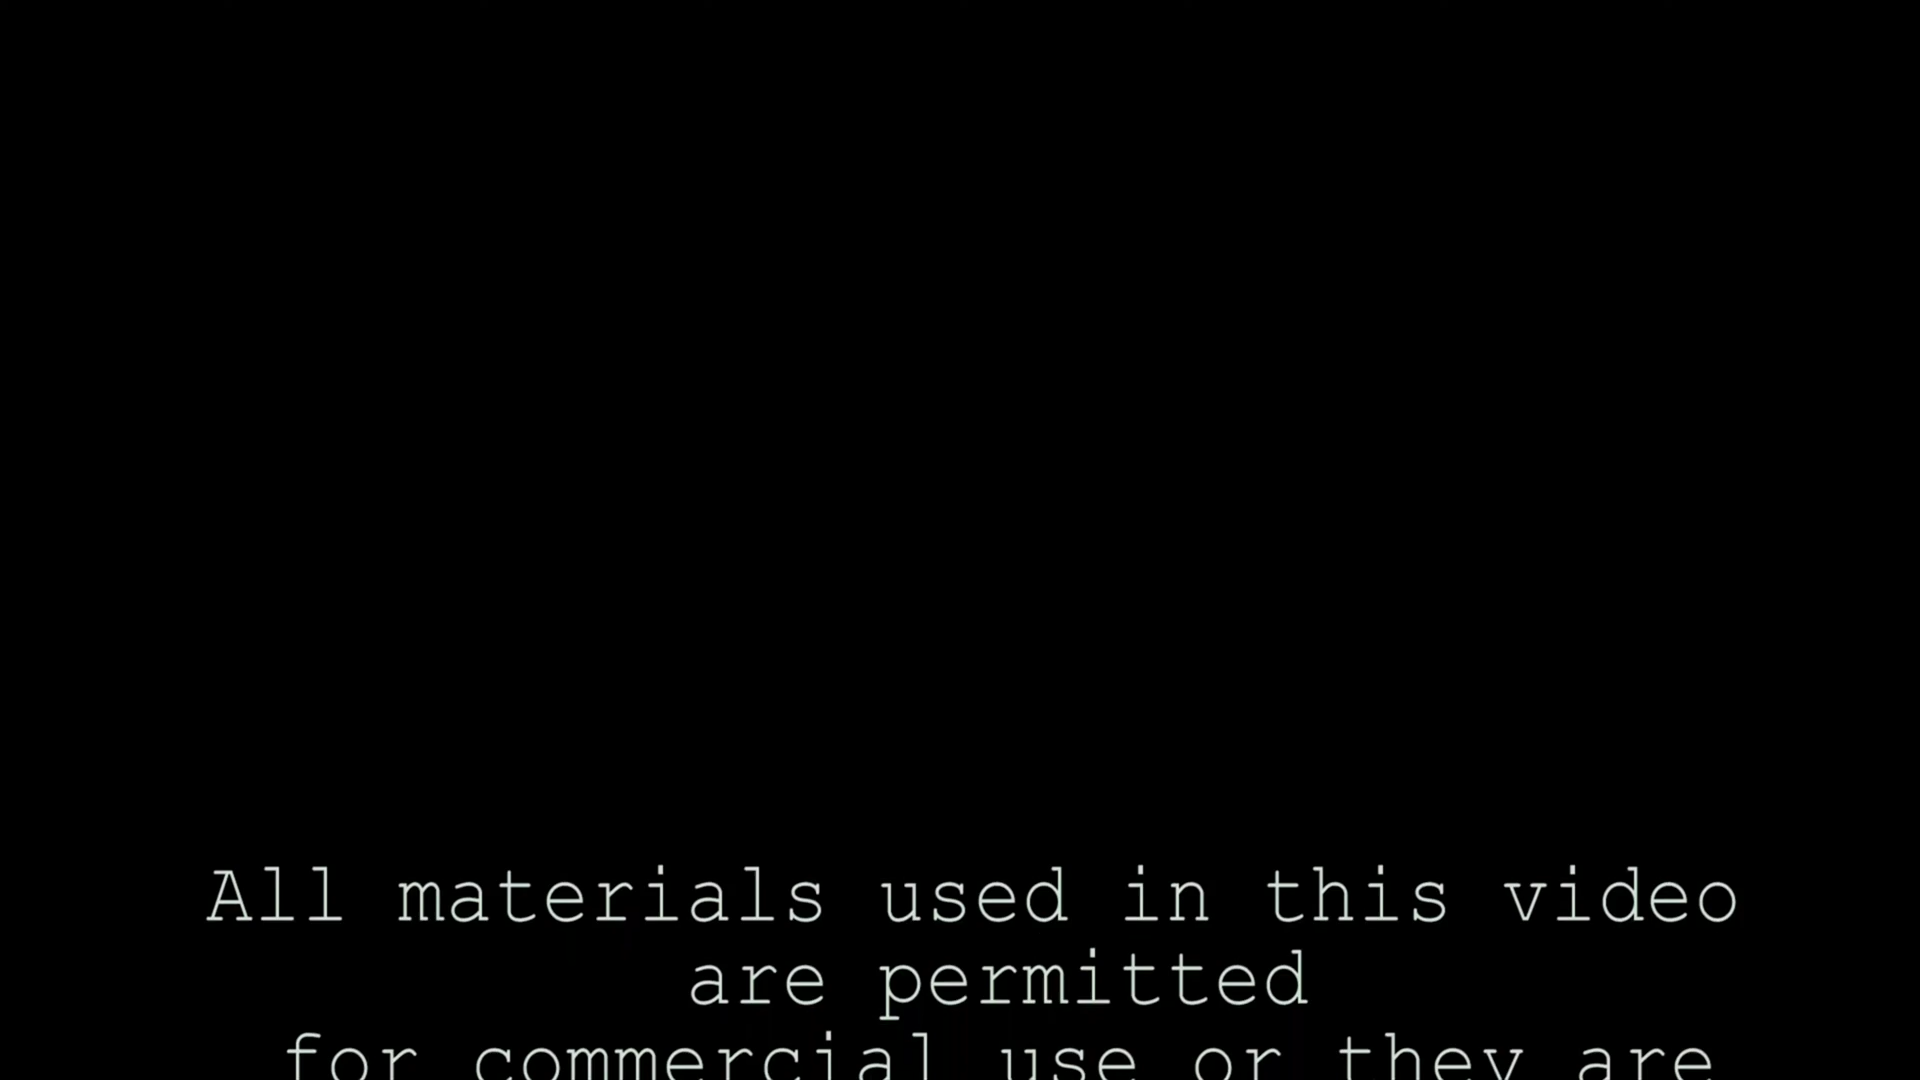 All materials used in this video
are permitted
for commercial use or they are